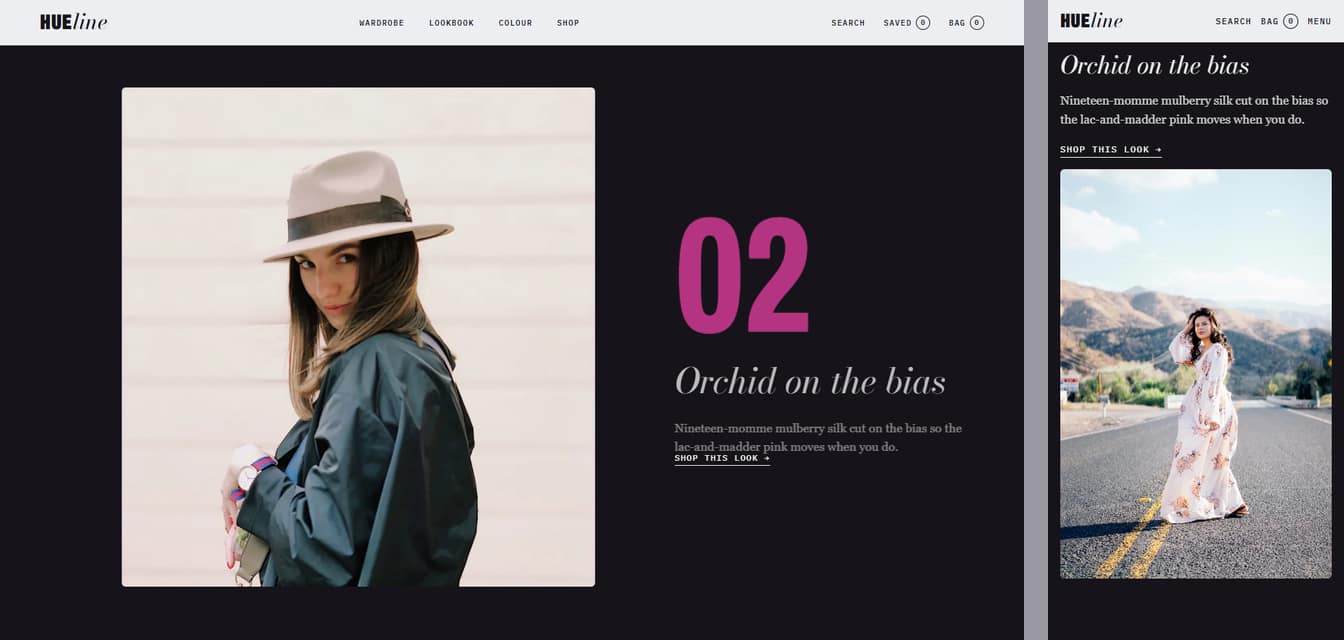 HUEline
WARDROBE LOOKBOOK COLOUR SHOP
SEARCH SAVED 0 BAG 0
02
Orchid on the bias
Nineteen-momme mulberry silk cut on the bias so the
lac-and-madder pink moves when you do.
SHOP THIS LOOK →
HUEline
SEARCH BAG 0 MENU
Orchid on the bias
Nineteen-momme mulberry silk cut on the bias so
the lac-and-madder pink moves when you do.
SHOP THIS LOOK →